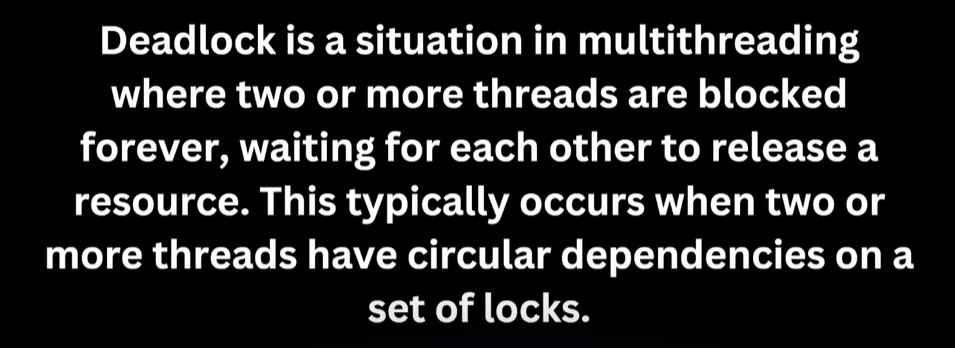 Deadlock is a situation in multithreading
where two or more threads are blocked
forever, waiting for each other to release a
resource. This typically occurs when two or
more threads have circular dependencies on a
set of locks.